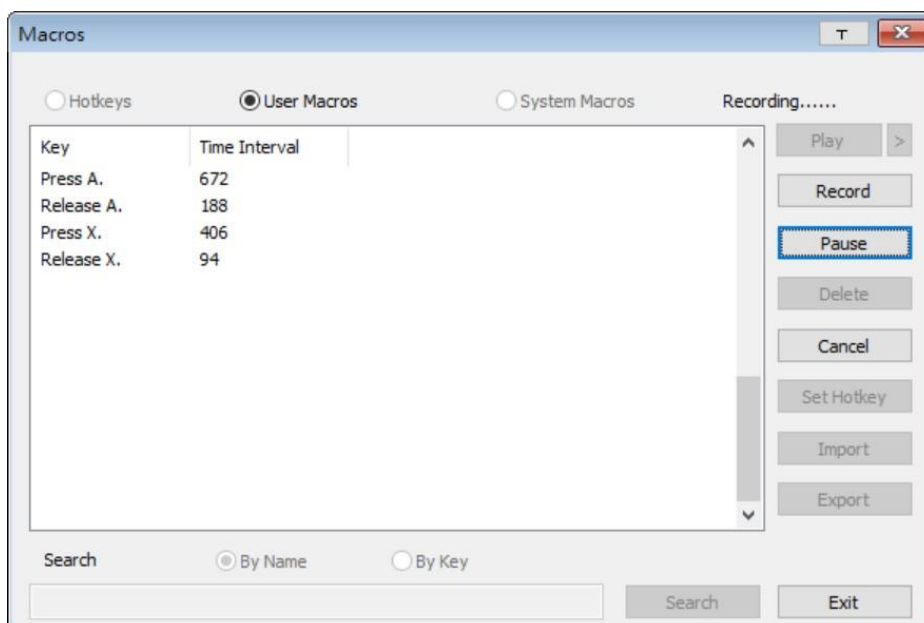 Macros T
Hotkeys User Macros System Macros Recording......
Key Time Interval Play >
Press A. 672
Release A. 188 Record
Press X. 406 Pause
Release X. 94
Delete
Cancel
Set Hotkey
Import
Export
Search By Name By Key
Search Exit